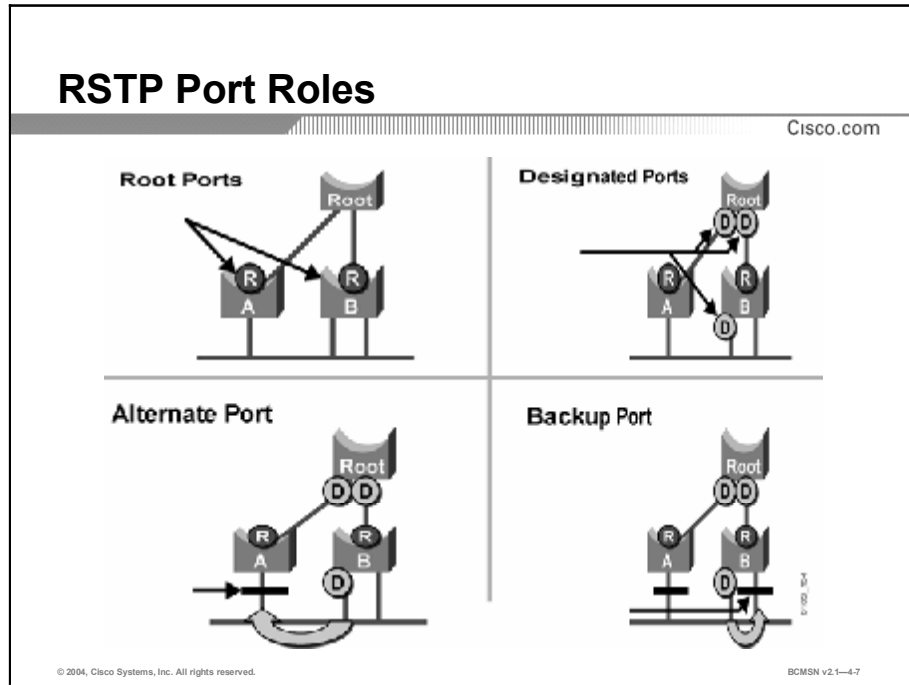 RSTP Port Roles
Cisco.com
Root Ports
Root
R
R
A
B
Designated Ports
Root
D
D
R
R
A
B
D
Alternate Port
Root
D
D
R
R
A
B
D
Backup Port
Root
D
D
R
R
A
B
D
© 2004, Cisco Systems, Inc. All rights reserved.
BCMSN v2.1—4-7